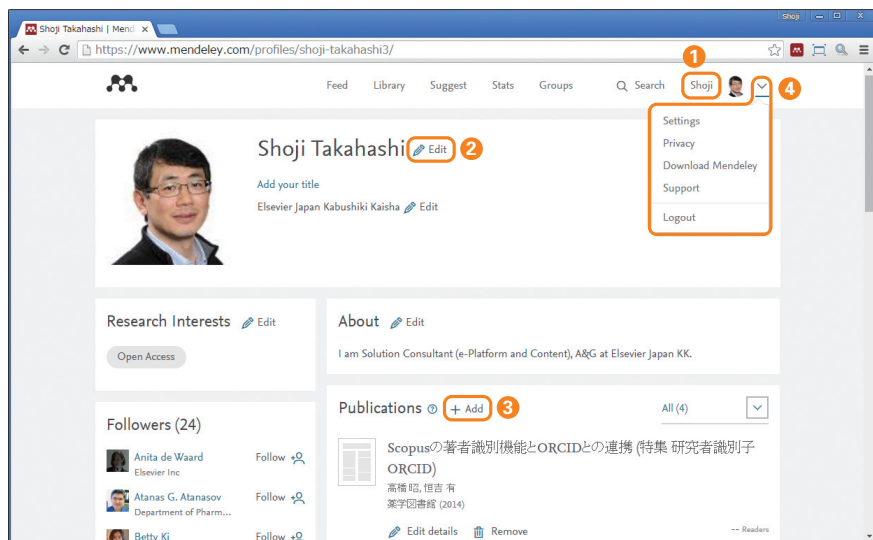 Shoji
Shoji Takahashi | Mend
https://www.mendeley.com/profiles/shoji-takahashi3/
1
Feed Library Suggest Stats Groups Search Shoji
4
Settings
Privacy
Download Mendeley
Support
Logout
Shoji Takahashi Edit 2
Add your title
Elsevier Japan Kabushiki Kaisha Edit
Research Interests Edit
Open Access
About Edit
I am Solution Consultant (e-Platform and Content), A&G at Elsevier Japan KK.
Followers (24)
Anita de Waard Follow
Elsevier Inc
Atanas G. Atanasov Follow
Department of Pharm...
Betty Ki Follow
Publications + Add 3 All (4)
Scopusの著者識別機能とORCIDとの連携 (特集 研究者識別子
ORCID)
高橋 昭, 恒吉 有
薬学図書館 (2014)
Edit details Remove -- Readers